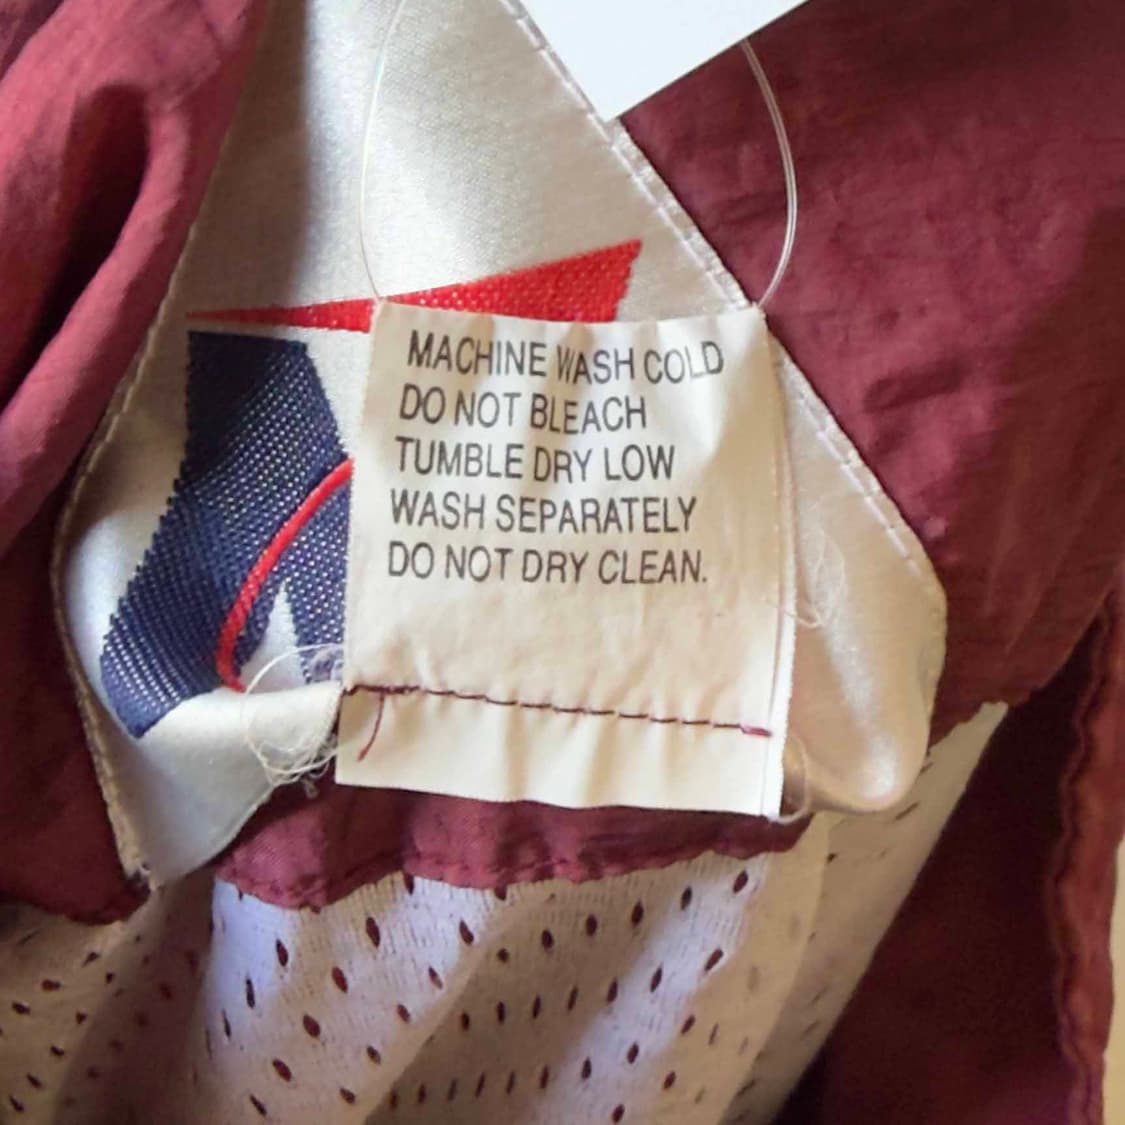 MACHINE WASH COLD
DO NOT BLEACH
TUMBLE DRY LOW
WASH SEPARATELY
DO NOT DRY CLEAN.